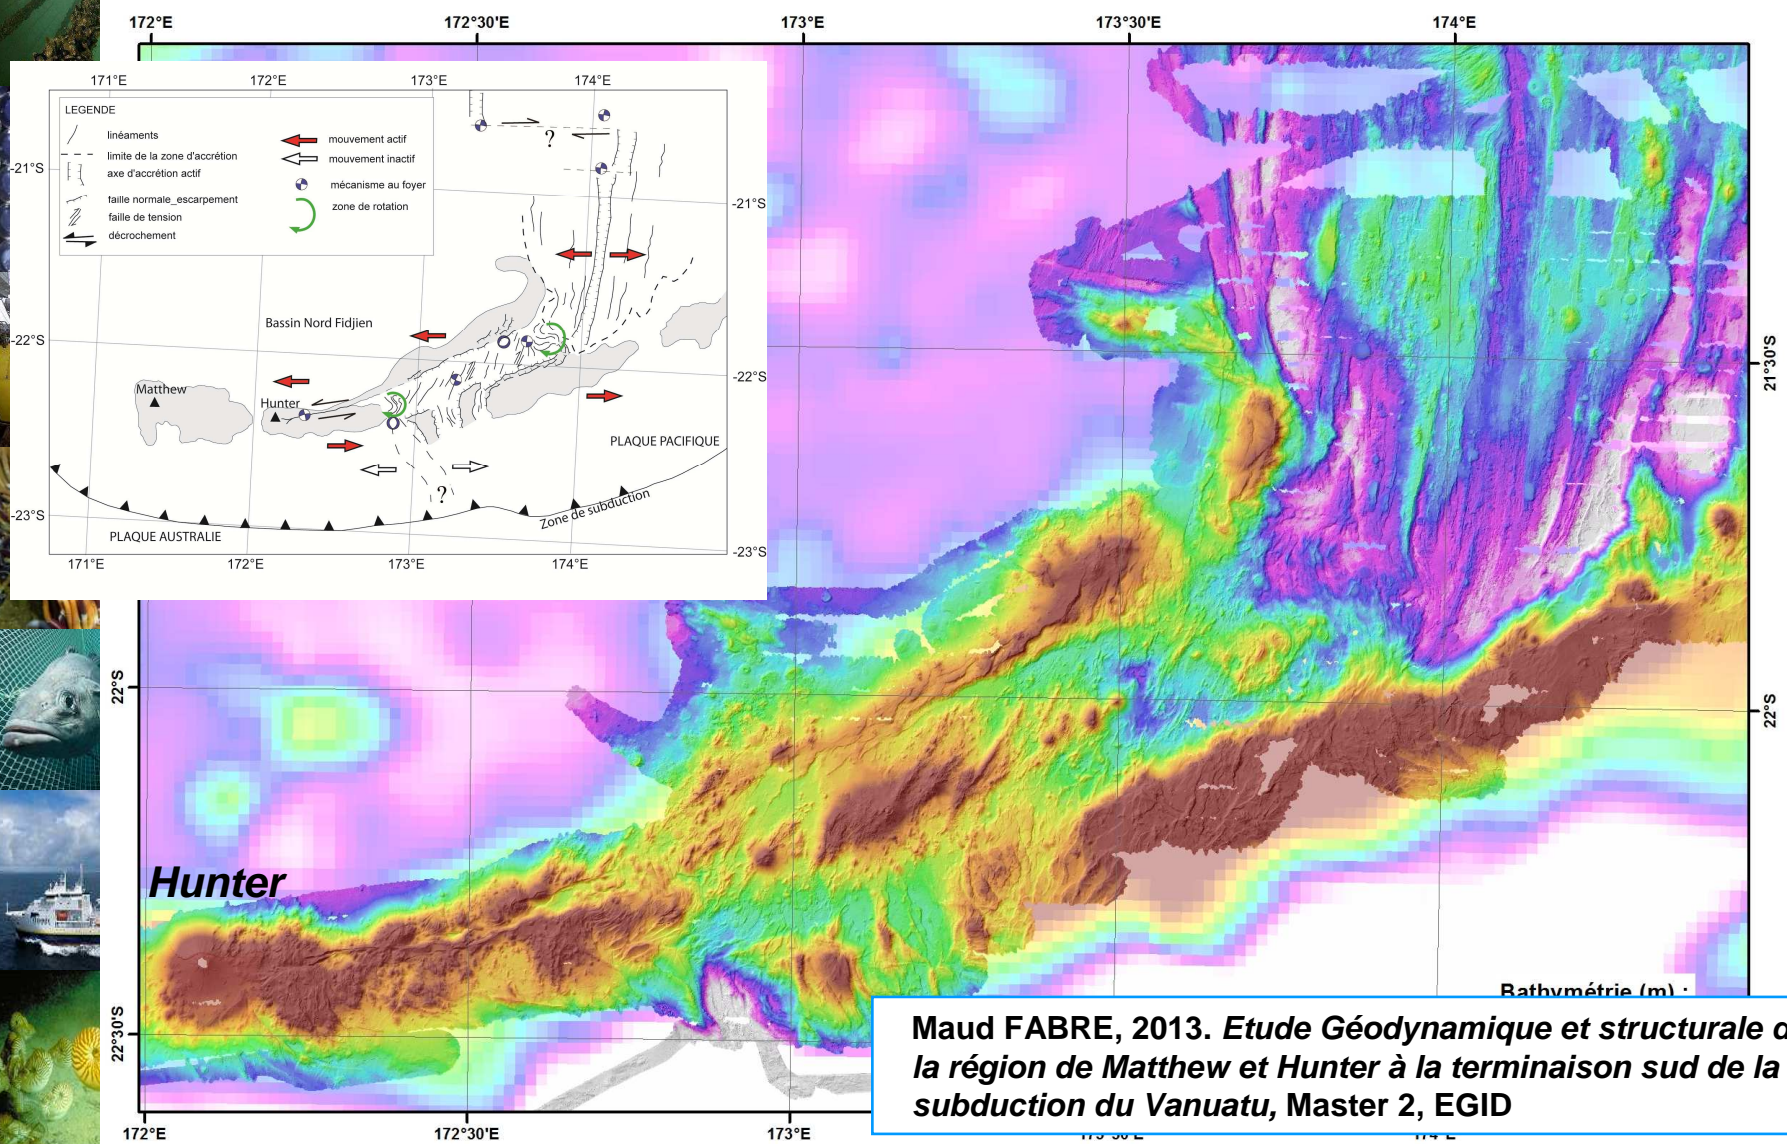 172°E 172°30'E 173°E 173°30'E 174°E
171°E 172°E 173°E 174°E
LEGENDE
linéaments
limite de la zone d'accrétion
axe d'accrétion actif
taille normale_escarpement
faille de tension
décrochement
mouvement actif
mouvement inactif
mécanisme au foyer
zone de rotation
?
-21°S
-21°S
Bassin Nord Fidjien
-22°S
-22°S
Matthew
Hunter
PLAQUE PACIFIQUE
?
Zone de subduction
-23°S
PLAQUE AUSTRALIE
-23°S
171°E 172°E 173°E 174°E
21°30'S
22°S
22°S
Hunter
22°30'S
Bathymétrie (m) :
Maud FABRE, 2013. Etude Géodynamique et structurale
la région de Matthew et Hunter à la terminaison sud de la
subduction du Vanuatu, Master 2, EGID
172°E 172°30'E 173°E 173°30'E 174°E